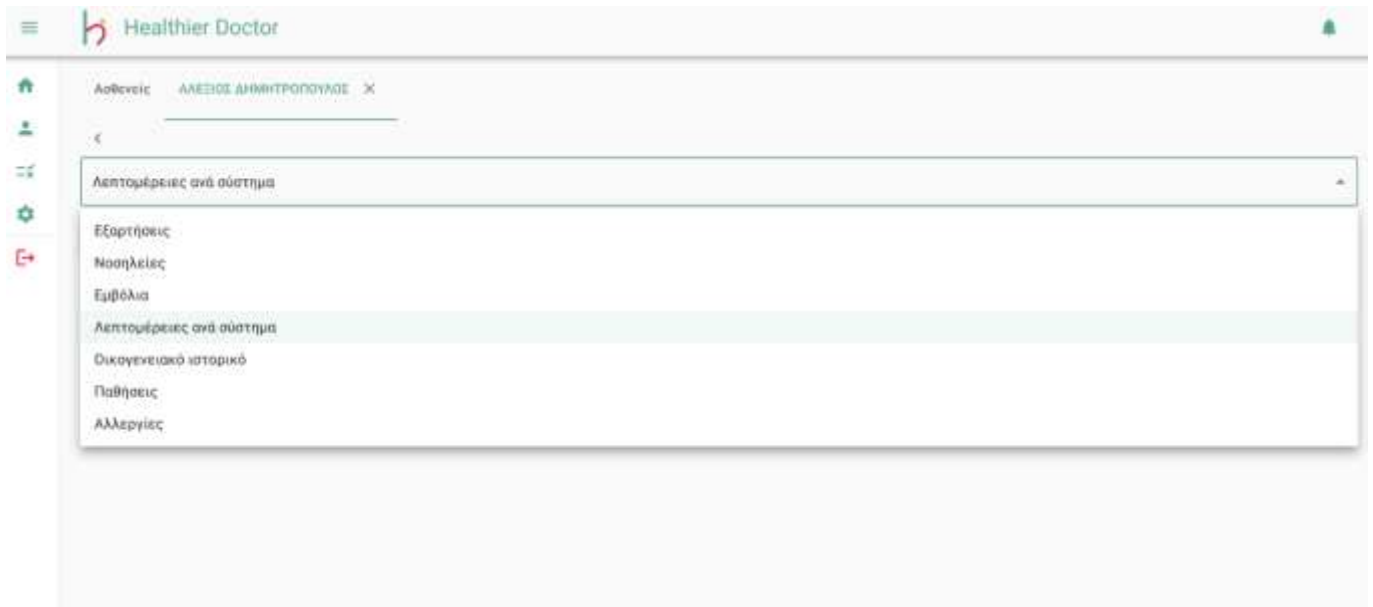 Healthier Doctor
Ασθενείς ΑΛΕΞΙΟΣ ΔΗΜΗΤΡΟΠΟΥΛΟΣ
Λεπτομέρειες ανά σύστημα
Εξαρτήσεις
Νοσηλείες
Εμβόλια
Λεπτομέρειες ανά σύστημα
Οικογενειακό ιστορικό
Παθήσεις
Αλλεργίες